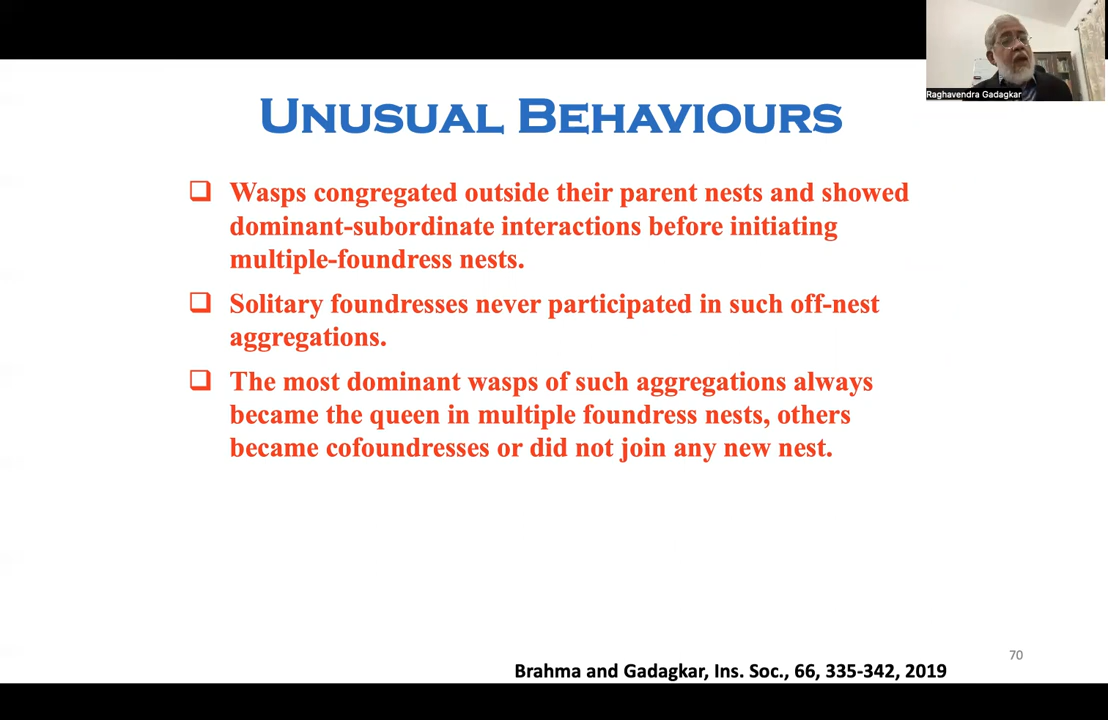 Raghavendra Gadagkar
UNUSUAL BEHAVIOURS
❑ Wasps congregated outside their parent nests and showed
dominant-subordinate interactions before initiating
multiple-foundress nests.
❑ Solitary foundresses never participated in such off-nest
aggregations.
❑ The most dominant wasps of such aggregations always
became the queen in multiple foundress nests, others
became cofoundresses or did not join any new nest.
70
Brahma and Gadagkar, Ins. Soc., 66, 335-342, 2019